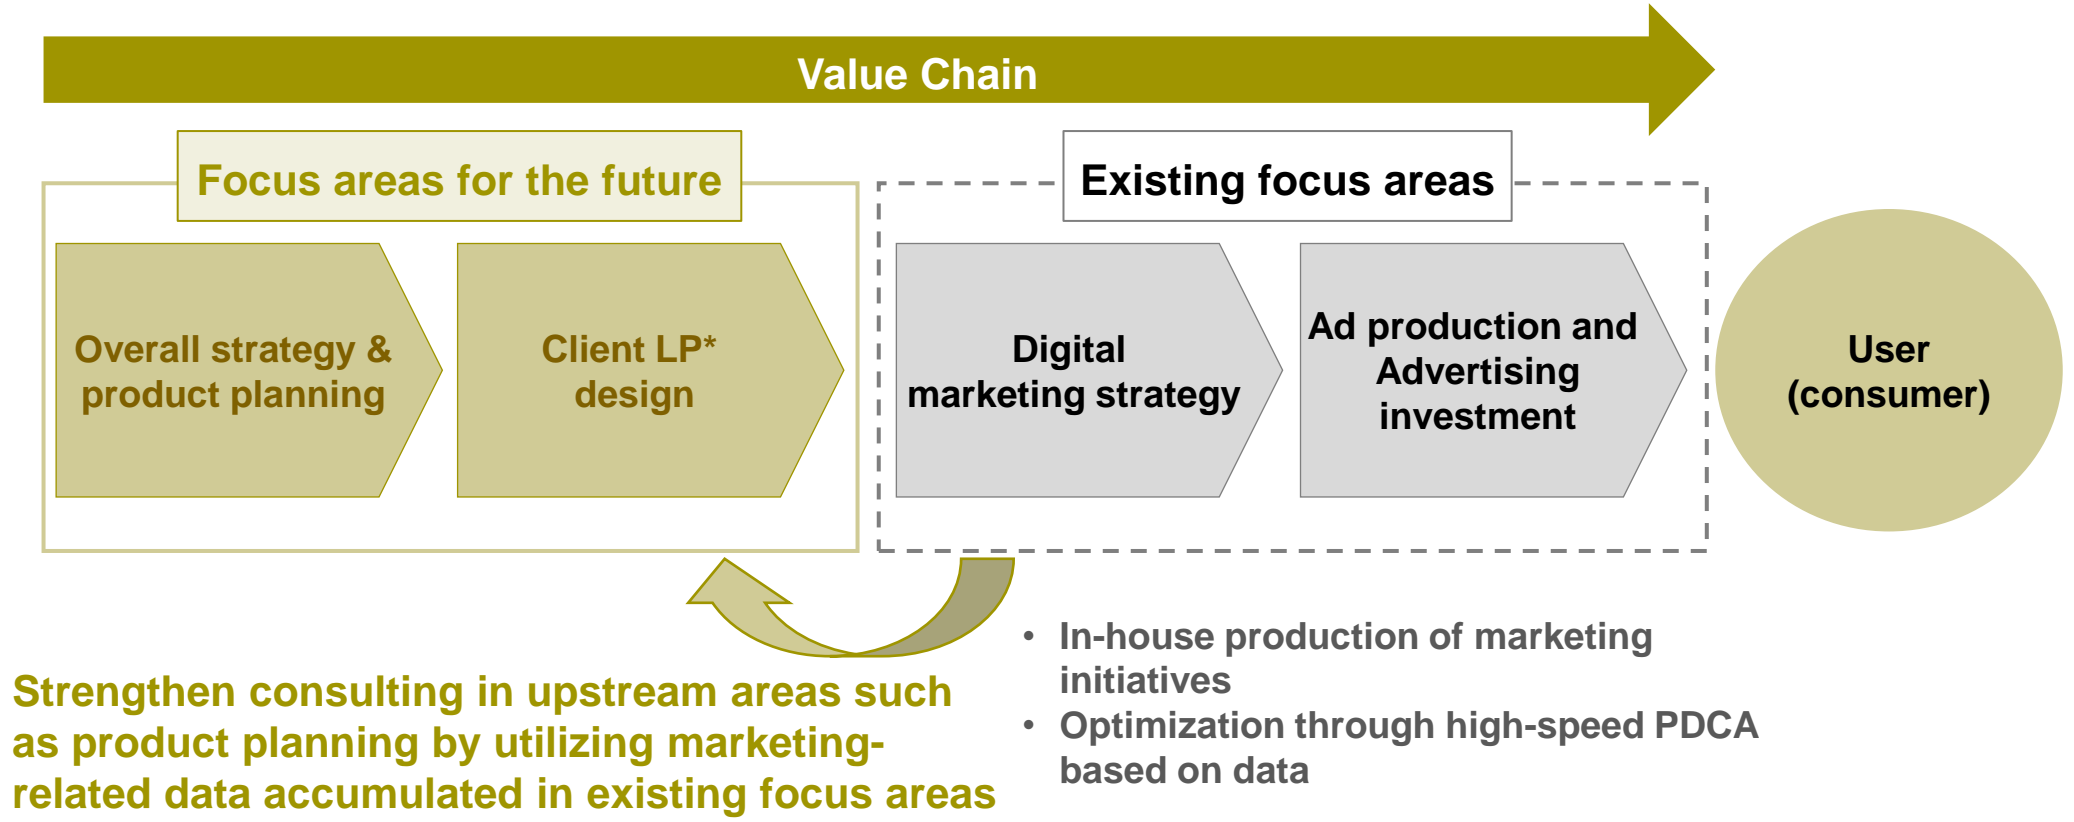 Value Chain
Focus areas for the future
Existing focus areas
Overall strategy &
product planning
Client LP*
design
Digital
marketing strategy
Ad production and
Advertising
investment
User
(consumer)
• In-house production of marketing
initiatives
• Optimization through high-speed PDCA
based on data
Strengthen consulting in upstream areas such
as product planning by utilizing marketing-
related data accumulated in existing focus areas